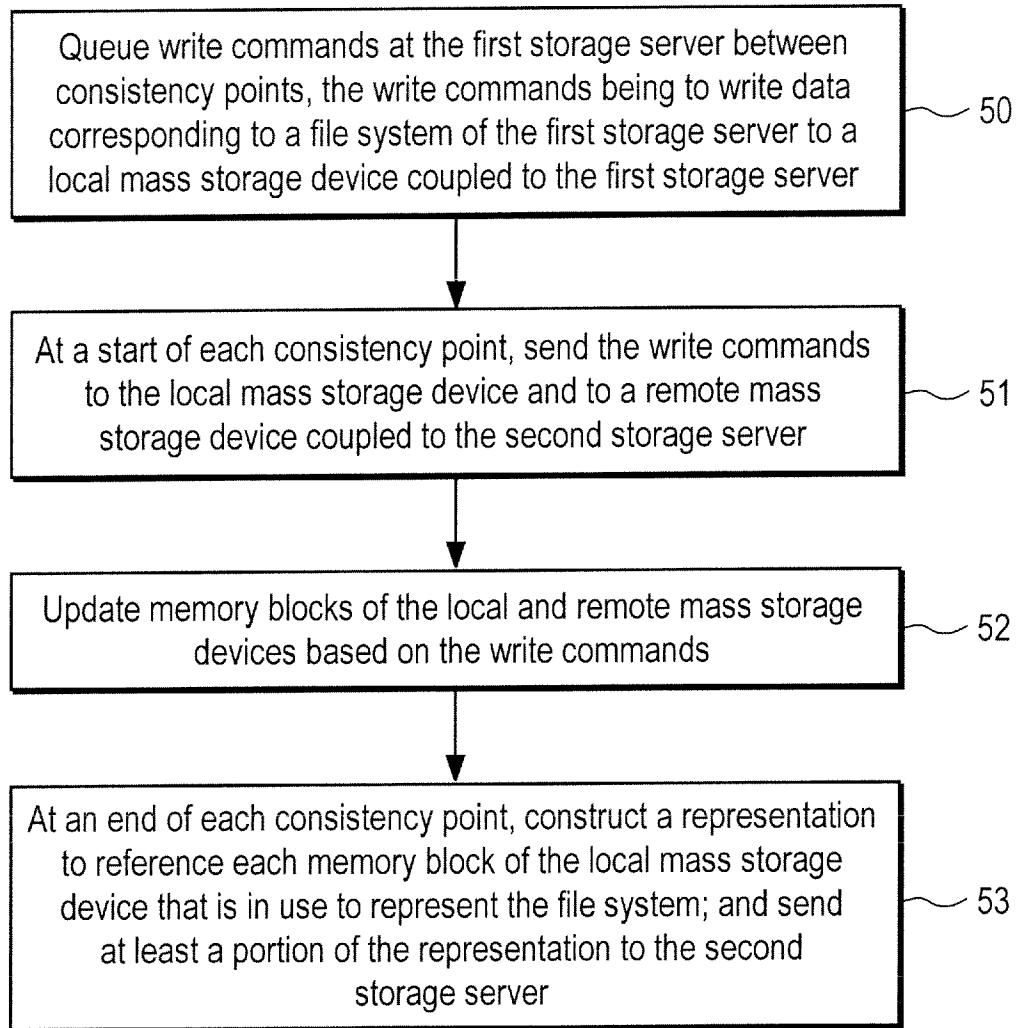 Queue write commands at the first storage server between
consistency points, the write commands being to write data
corresponding to a file system of the first storage server to a
local mass storage device coupled to the first storage server
50
At a start of each consistency point, send the write commands
to the local mass storage device and to a remote mass
storage device coupled to the second storage server
51
Update memory blocks of the local and remote mass storage
devices based on the write commands
52
At an end of each consistency point, construct a representation
to reference each memory block of the local mass storage
device that is in use to represent the file system; and send
at least a portion of the representation to the second
storage server
53